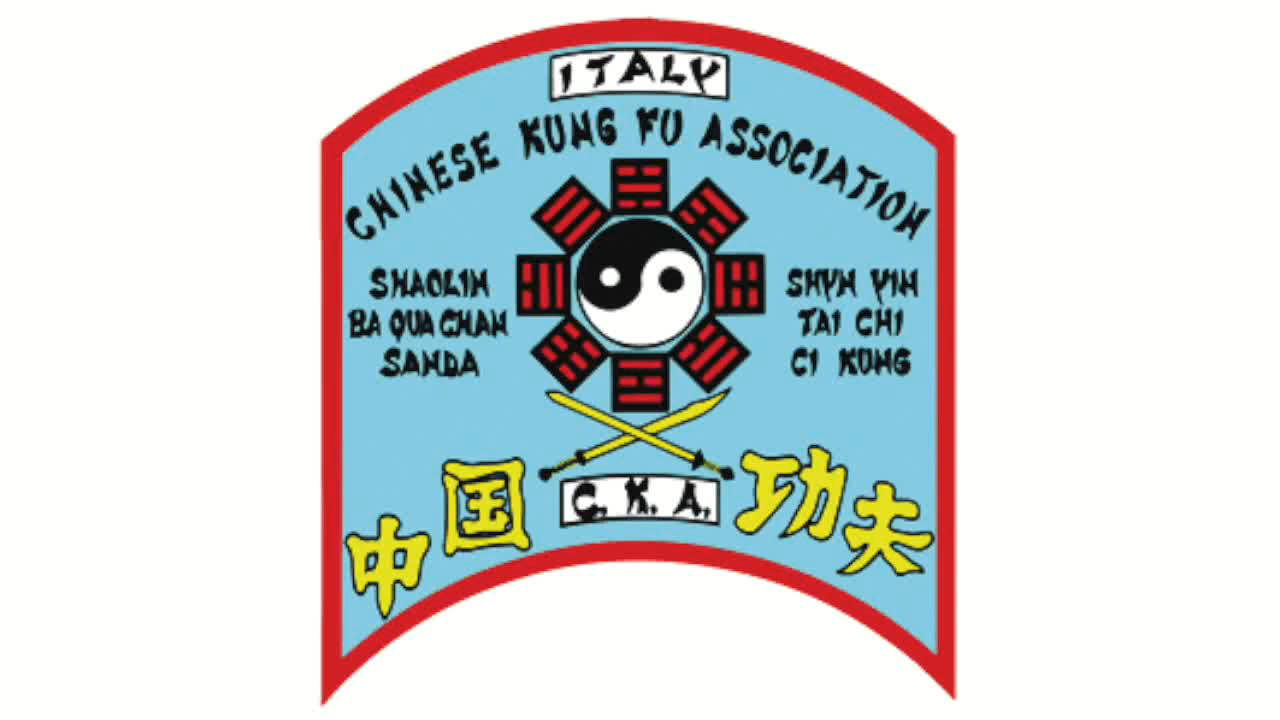 ITALY
CHINESE KUNG FU ASSOCIATION
SHAOLIN
BA QUA CHAN
SANDA
SHYN YIN
TAI CHI
CI KUNG
C. K. A.
中国功夫